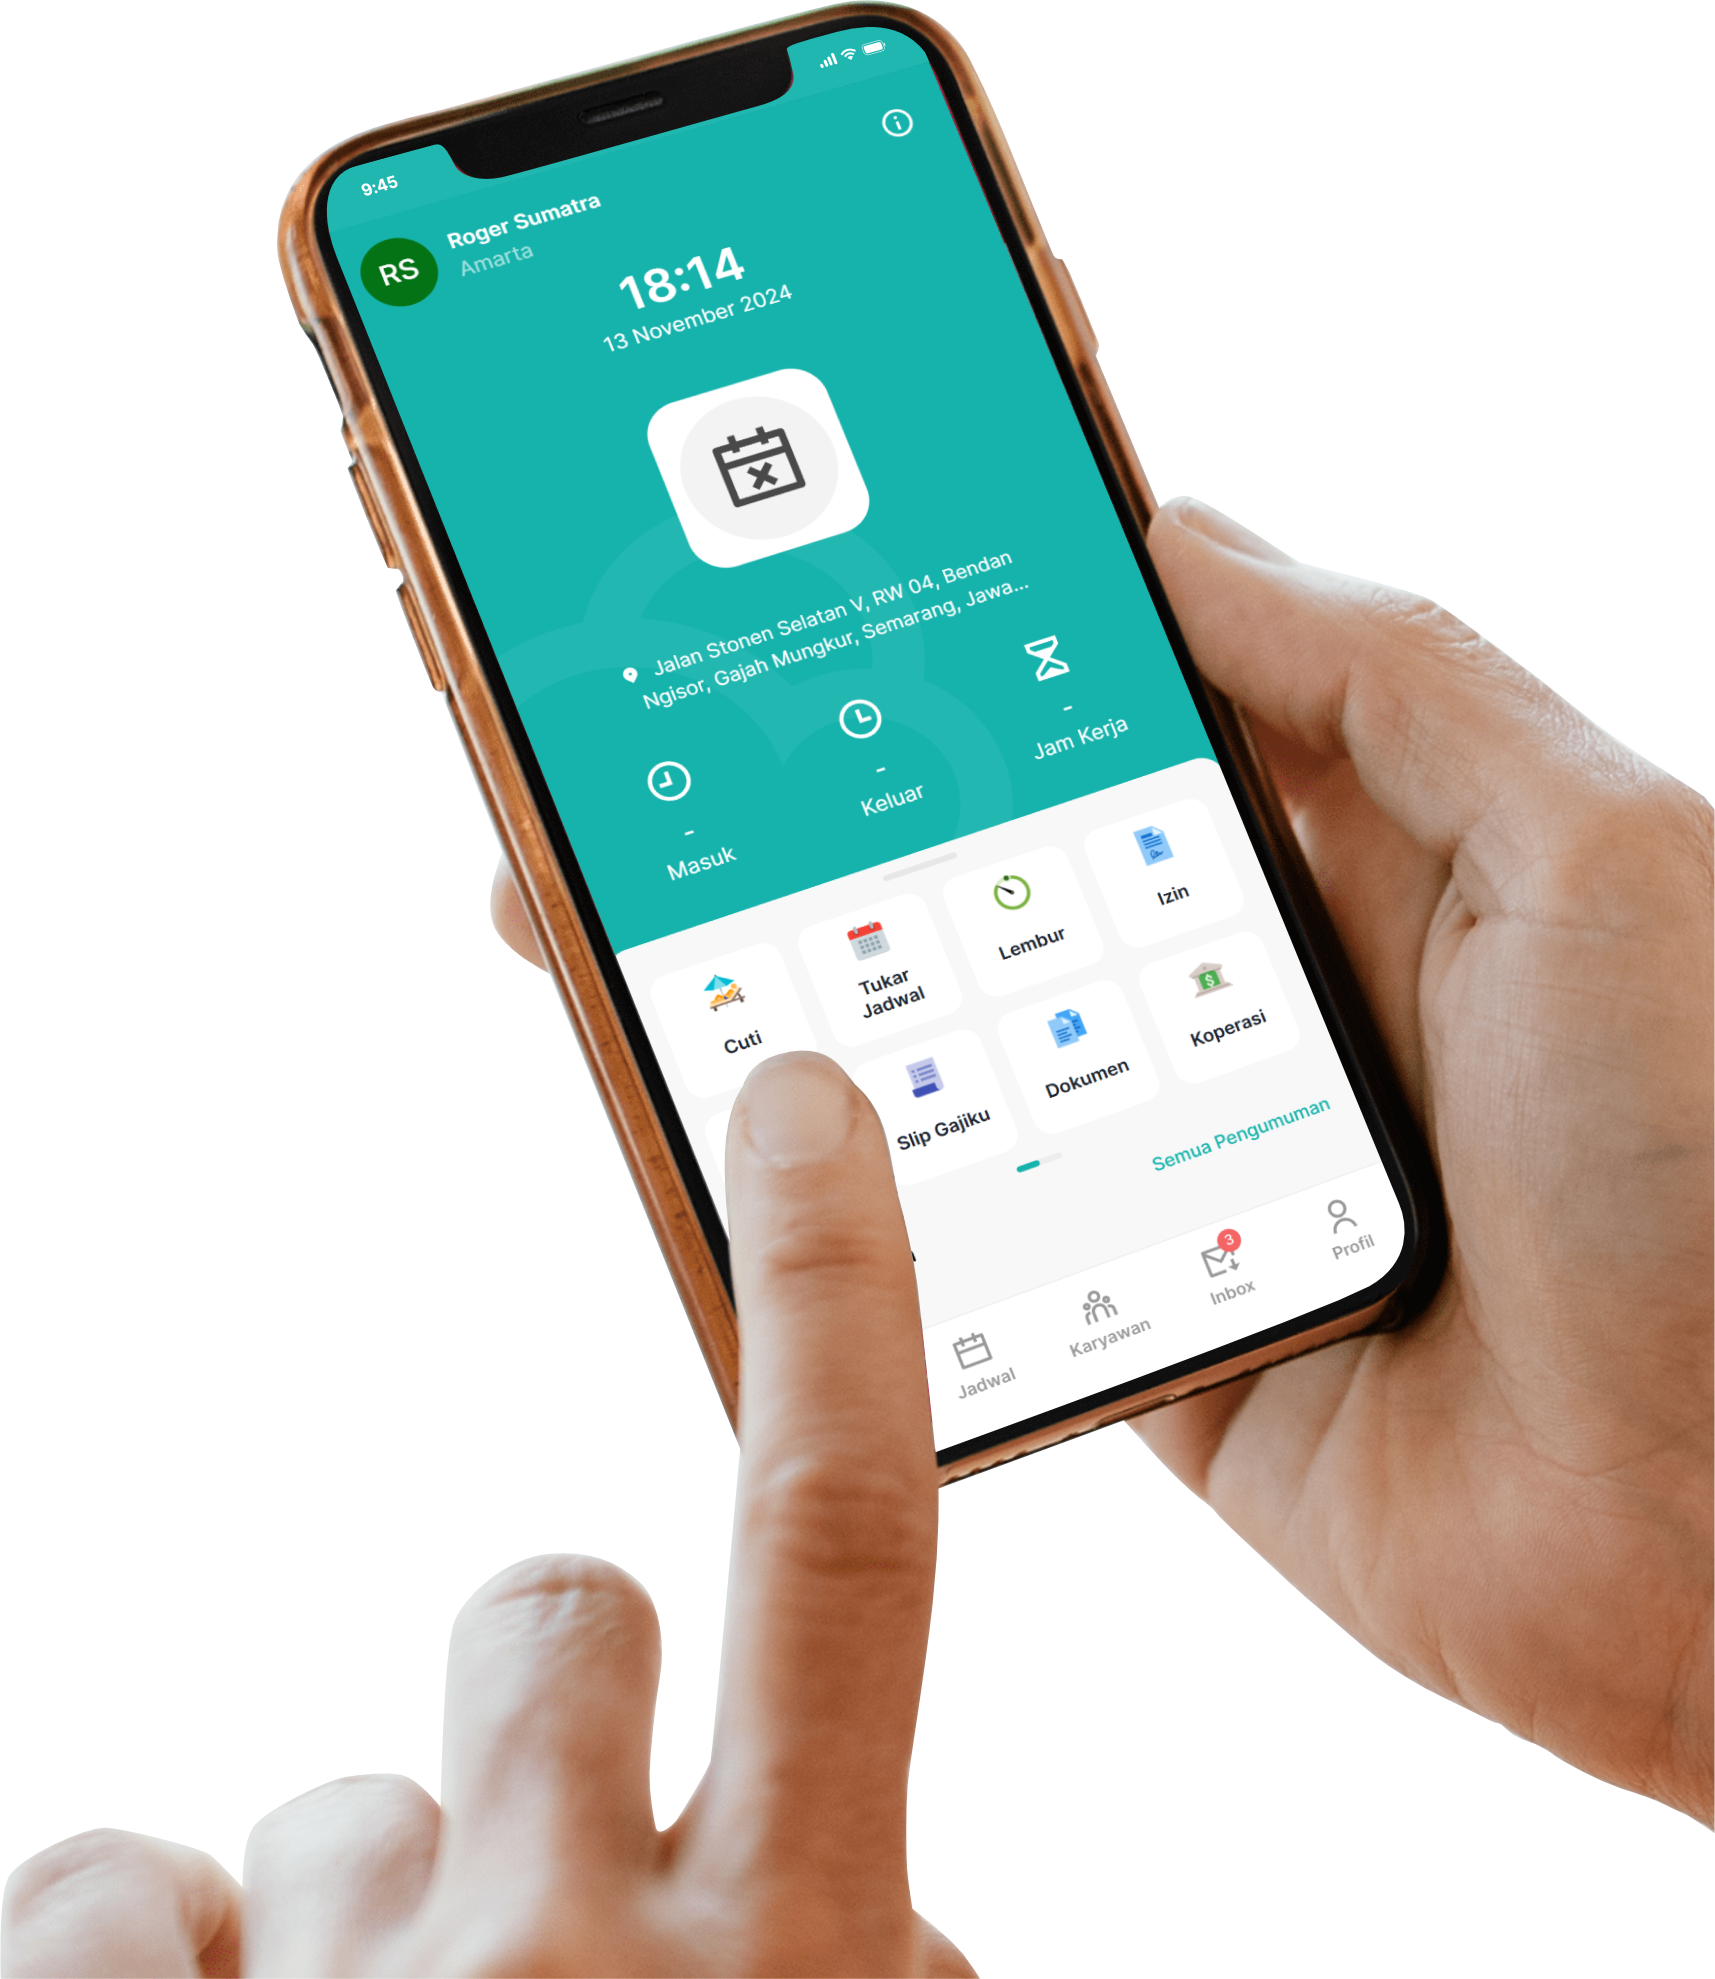 9:45
RS
Roger Sumatra
Amarta
18:14
13 November 2024
Jalan Stonen Selatan V, RW 04, Bendan
Ngisor, Gajah Mungkur, Semarang, Jawa...
-
Masuk
-
Keluar
-
Jam Kerja
Cuti
Tukar
Jadwal
Lembur
Izin
Slip Gajiku
Dokumen
Koperasi
Semua Pengumuman
Jadwal
Karyawan
3
Inbox
Profil